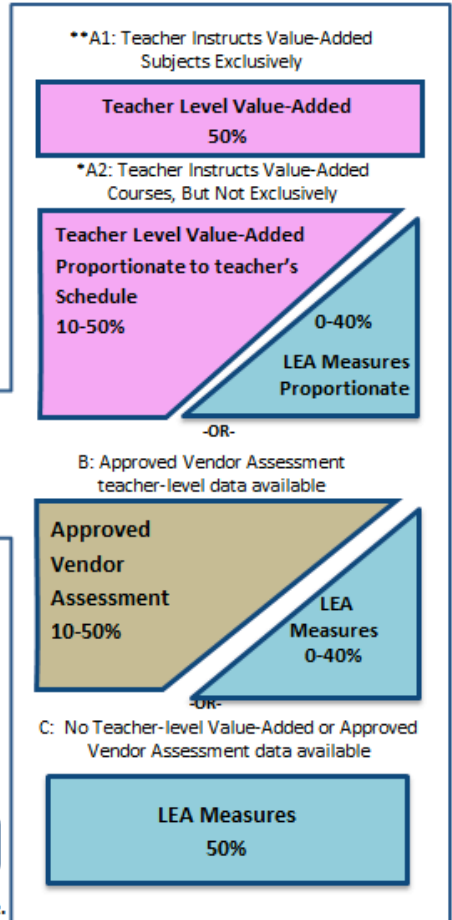 **A1: Teacher Instructs Value-Added
Subjects Exclusively
Teacher Level Value-Added
50%
*A2: Teacher Instructs Value-Added
Courses, But Not Exclusively
Teacher Level Value-Added
Proportionate to teacher's
Schedule
10-50%
0-40%
LEA Measures
Proportionate
-OR-
B: Approved Vendor Assessment
teacher-level data available
Approved
Vendor
Assessment
10-50%
LEA
Measures
0-40%
-OR-
C: No Teacher-level Value-Added or Approved
Vendor Assessment data available
LEA Measures
50%